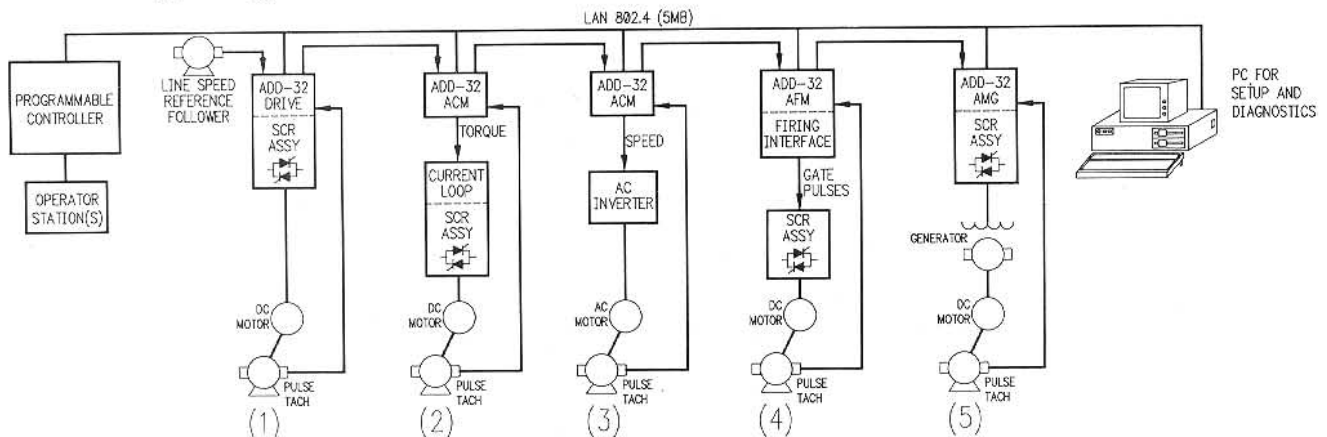 LAN 802.4 (5MB)
PROGRAMMABLE
CONTROLLER
OPERATOR
STATION(S)
LINE SPEED
REFERENCE
FOLLOWER
ADD-32
DRIVE
SCR
ASSY
DC
MOTOR
PULSE
TACH
(1)
ADD-32
ACM
TORQUE
CURRENT
LOOP
SCR
ASSY
DC
MOTOR
PULSE
TACH
(2)
ADD-32
ACM
SPEED
AC
INVERTER
AC
MOTOR
PULSE
TACH
(3)
ADD-32
AFM
FIRING
INTERFACE
GATE
PULSES
SCR
ASSY
DC
MOTOR
PULSE
TACH
(4)
ADD-32
AMG
SCR
ASSY
GENERATOR
DC
MOTOR
PULSE
TACH
(5)
PC FOR
SETUP AND
DIAGNOSTICS